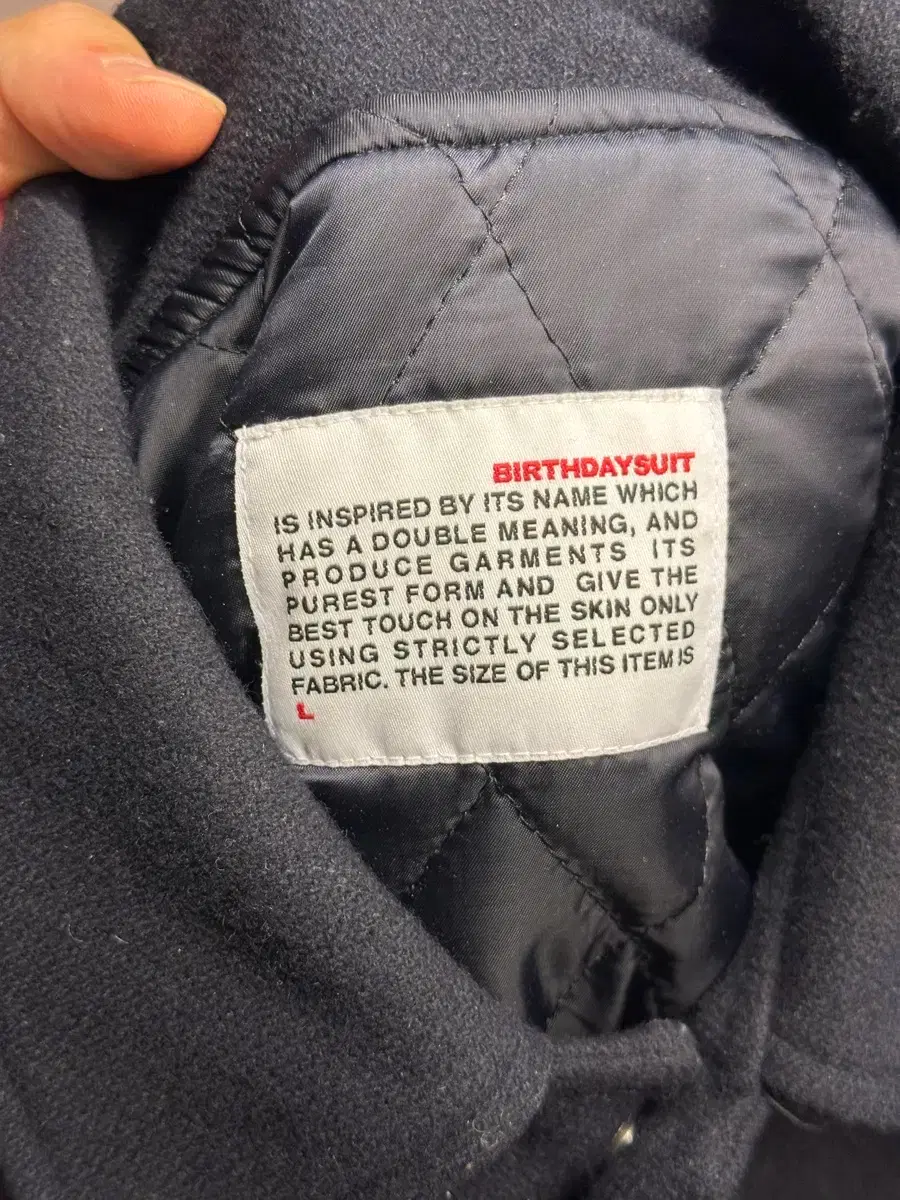 BIRTHDAYSUIT
IS INSPIRED BY ITS NAME WHICH
HAS A DOUBLE MEANING, AND
PRODUCE GARMENTS ITS
PUREST FORM AND GIVE THE
BEST TOUCH ON THE SKIN ONLY
USING STRICTLY SELECTED
FABRIC. THE SIZE OF THIS ITEM IS
L